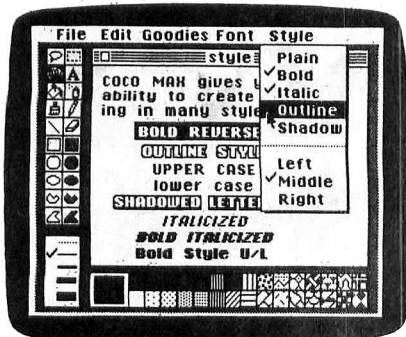 File Edit Goodies Font Style
style
COCO MAX gives y
ability to create
ing in many style
BOLD REVERSE
OUTLINE STYL
UPPER CASE
lower case
SHADOWED LETTE
ITALICIZED
BOLD ITALICIZED
Bold Style U/L
Plain
✓Bold
✓Italic
Outline
Shadow
Left
✓Middle
Right
A